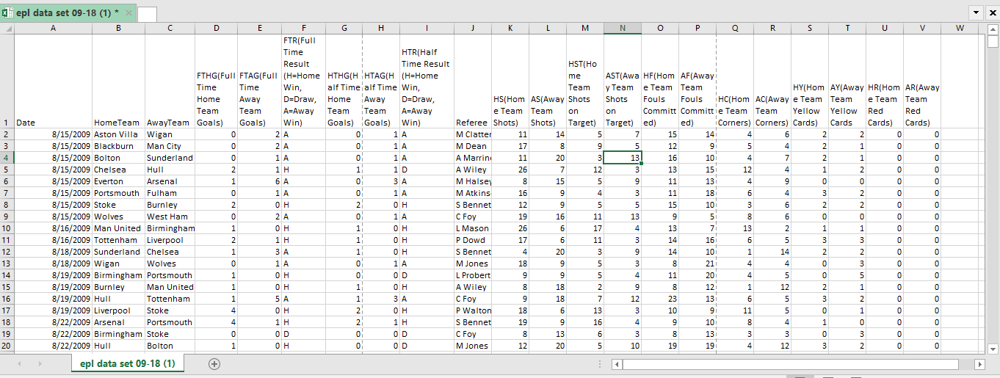 epl data set 09-18 (1) *
A B C D E F G H I J K L M N O P Q R S T U V W
FTR(Full
Time HTR(Half
Result Time Result HST(Ho
FTHG(Full FTAG(Full (H=Home HTHG(H HTAG(H (H=Home me AST(Awa HF(Hom AF(Away
Time Time Win, alf Time alf Time Win, Team y Team e Team Team HY(Hom AY(Away HR(Hom AR(Away
Home Away D=Draw, Home Away D=Draw, HS(Hom AS(Away Shots Shots Fouls Fouls HC(Hom AC(Away e Team Team e Team Team
Team Team A=Away Team Team A=Away e Team Team on on Committ Committ e Team Team Yellow Yellow Red Red
1 Date HomeTeam AwayTeam Goals) Goals) Win) Goals) Goals) Win) Referee Shots) Shots) Target) Target) ed) ed) Corners) Corners) Cards) Cards Cards) Cards)
2 8/15/2009 Aston Villa Wigan 0 2 A 0 1 A M Clatter 11 14 5 7 15 14 4 6 2 2 0 0
3 8/15/2009 Blackburn Man City 0 2 A 0 1 A M Dean 17 8 9 5 12 9 5 4 2 1 0 0
4 8/15/2009 Bolton Sunderland 0 1 A 0 1 A A Marrin 11 20 3 13 16 10 4 7 2 1 0 0
5 8/15/2009 Chelsea Hull 2 1 H 1 1 D A Wiley 26 7 12 3 13 15 12 4 1 2 0 0
6 8/15/2009 Everton Arsenal 1 6 A 0 3 A M Halsey 8 15 5 9 11 13 4 9 0 0 0 0
7 8/15/2009 Portsmouth Fulham 0 1 A 0 1 A M Atkins 16 9 4 3 11 18 6 4 3 2 0 0
8 8/15/2009 Stoke Burnley 2 0 H 2 0 H S Bennet 12 9 5 5 15 10 3 6 2 2 0 0
9 8/15/2009 Wolves West Ham 0 2 A 0 1 A C Foy 19 16 11 13 9 5 8 6 0 0 0 0
10 8/16/2009 Man United Birmingham 1 0 H 1 0 H L Mason 26 6 17 4 13 7 13 2 1 1 0 0
11 8/16/2009 Tottenham Liverpool 2 1 H 1 0 H P Dowd 17 6 11 3 14 16 6 5 3 3 0 0
12 8/18/2009 Sunderland Chelsea 1 3 A 1 0 H S Bennet 4 20 3 9 14 10 1 14 2 2 0 0
13 8/18/2009 Wigan Wolves 0 1 A 0 1 A M Jones 18 9 5 3 8 21 4 4 0 3 0 0
14 8/19/2009 Birmingham Portsmouth 1 0 H 0 0 D L Probert 9 9 5 4 11 20 4 5 0 5 0 0
15 8/19/2009 Burnley Man United 1 0 H 1 0 H A Wiley 8 18 2 9 8 12 1 12 2 1 0 0
16 8/19/2009 Hull Tottenham 1 5 A 1 3 A C Foy 9 18 7 12 23 13 6 5 3 2 0 0
17 8/19/2009 Liverpool Stoke 4 0 H 2 0 H P Walton 18 6 13 3 10 9 11 5 0 1 0 0
18 8/22/2009 Arsenal Portsmouth 4 1 H 2 1 H S Bennet 19 9 16 4 9 10 8 4 1 0 0 0
19 8/22/2009 Birmingham Stoke 0 0 D 0 0 D C Foy 8 13 6 3 8 13 3 3 0 3 0 0
20 8/22/2009 Hull Bolton 1 0 H 0 0 D M Jones 12 20 5 10 19 19 4 12 3 2 0 0
epl data set 09-18 (1)